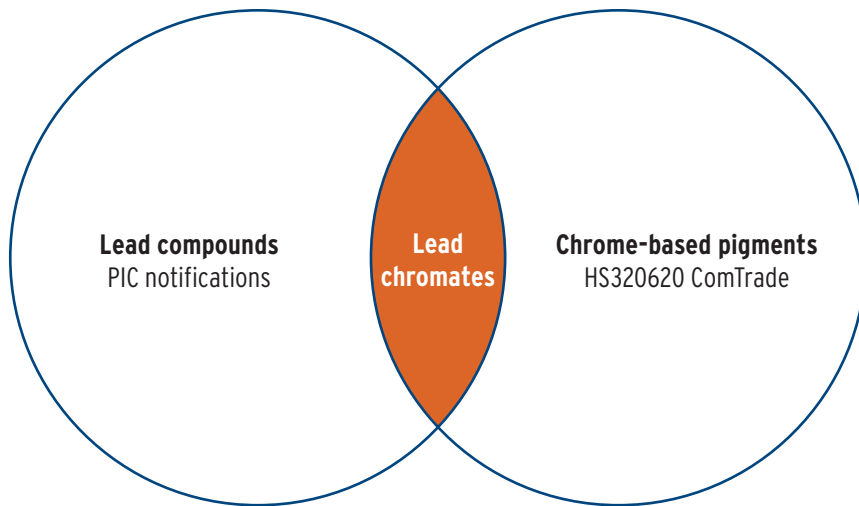 Lead compounds
PIC notifications
Lead
chromates
Chrome-based pigments
HS320620 ComTrade